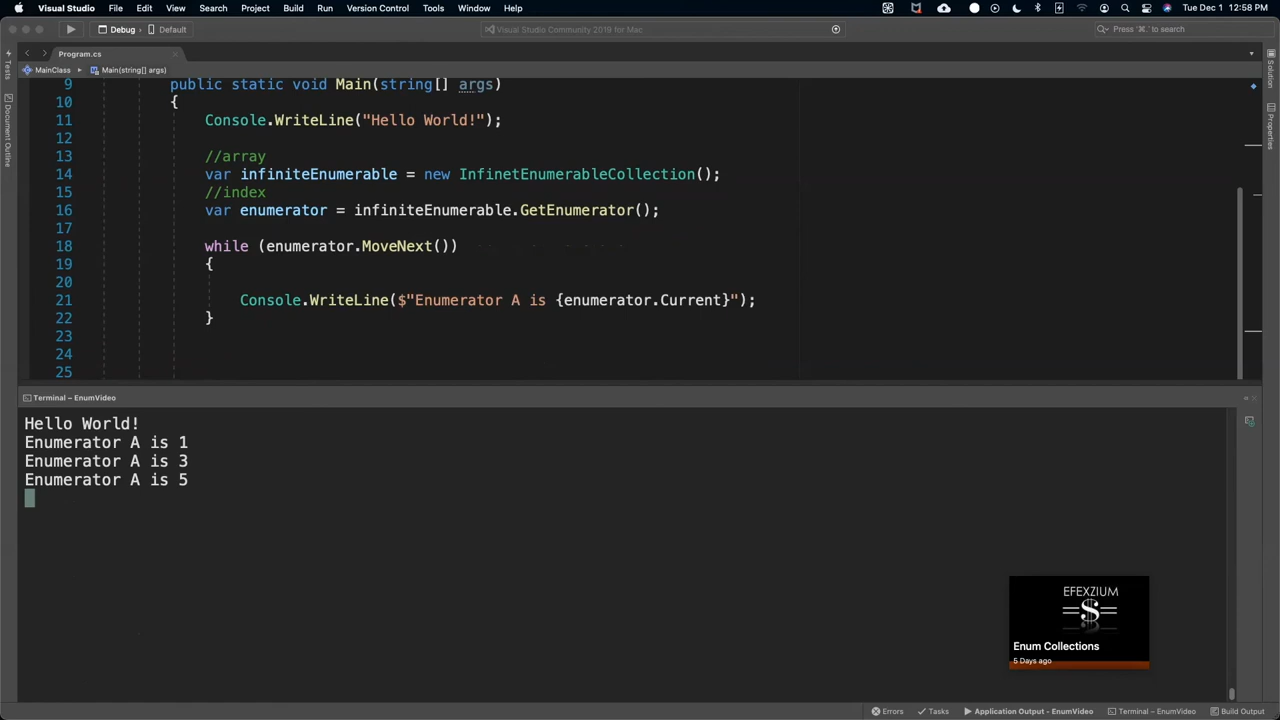 Visual Studio File Edit View Search Project Build Run Version Control Tools Window Help Tue Dec 1 12:58 PM
Debug Default Visual Studio Community 2019 for Mac Press '⌘.' to search
Program.cs
MainClass Main(string[] args)
Tests
Document Outline
Solution
Properties
9 public static void Main(string[] args)
10 {
11 Console.WriteLine("Hello World!");
12
13 //array
14 var infiniteEnumerable = new InfinetEnumerableCollection();
15 //index
16 var enumerator = infiniteEnumerable.GetEnumerator();
17
18 while (enumerator.MoveNext())
19 {
20
21 Console.WriteLine($"Enumerator A is {enumerator.Current}");
22 }
23
24
25
Terminal – EnumVideo
Hello World!
Enumerator A is 1
Enumerator A is 3
Enumerator A is 5
EFEXZIUM
Enum Collections
5 Days ago
Errors Tasks Application Output - EnumVideo Terminal – EnumVideo Build Output